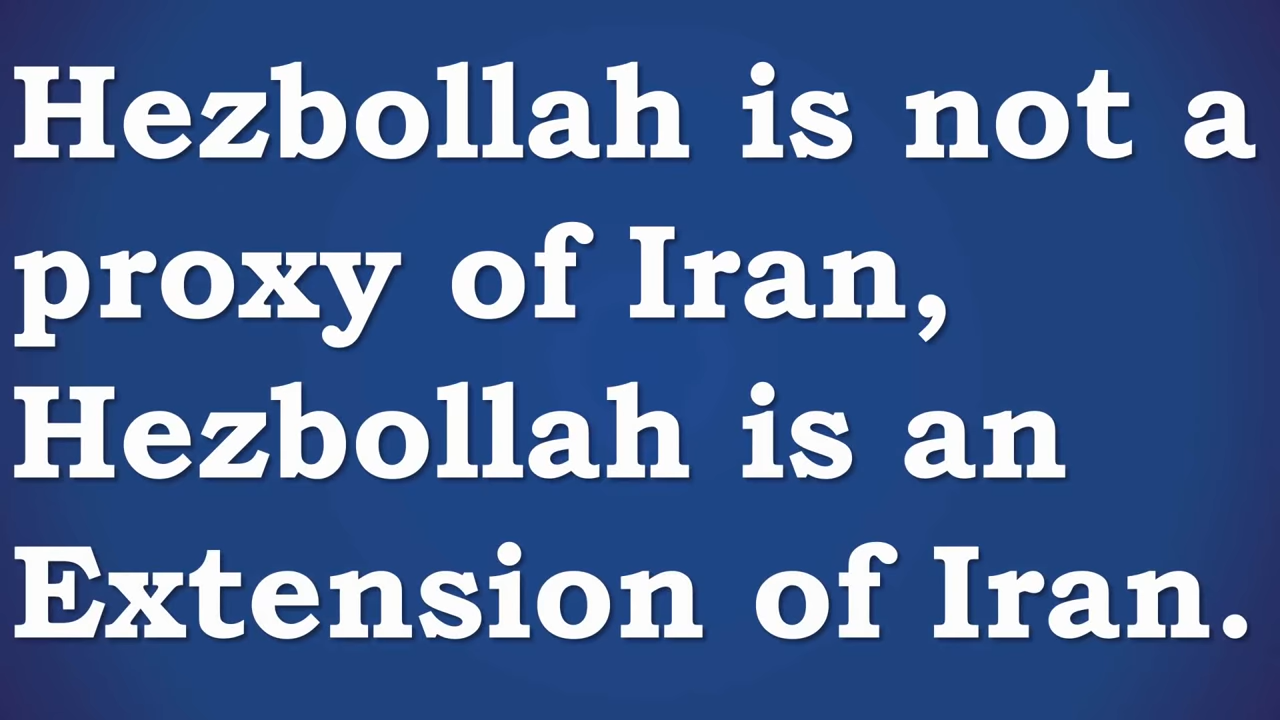 Hezbollah is not a
proxy of Iran,
Hezbollah is an
Extension of Iran.